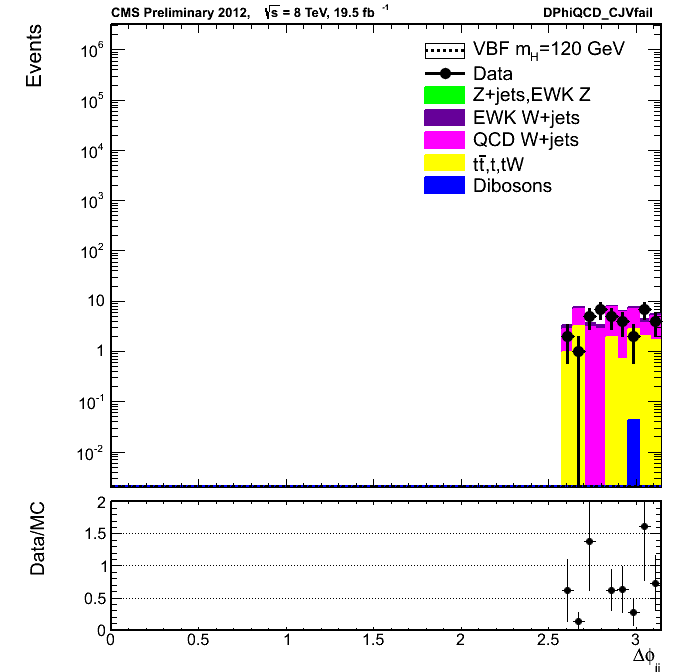 CMS Preliminary 2012, √s = 8 TeV, 19.5 fb⁻¹ DPhiQCD_CJVfail
Events
VBF m_H=120 GeV
Data
Z+jets,EWK Z
EWK W+jets
QCD W+jets
tt̄,t,tW
Dibosons
10⁶
10⁵
10⁴
10³
10²
10
1
10⁻¹
10⁻²
Data/MC
2
1.5
1
0.5
0
0 0.5 1 1.5 2 2.5 3
Δϕ_jj